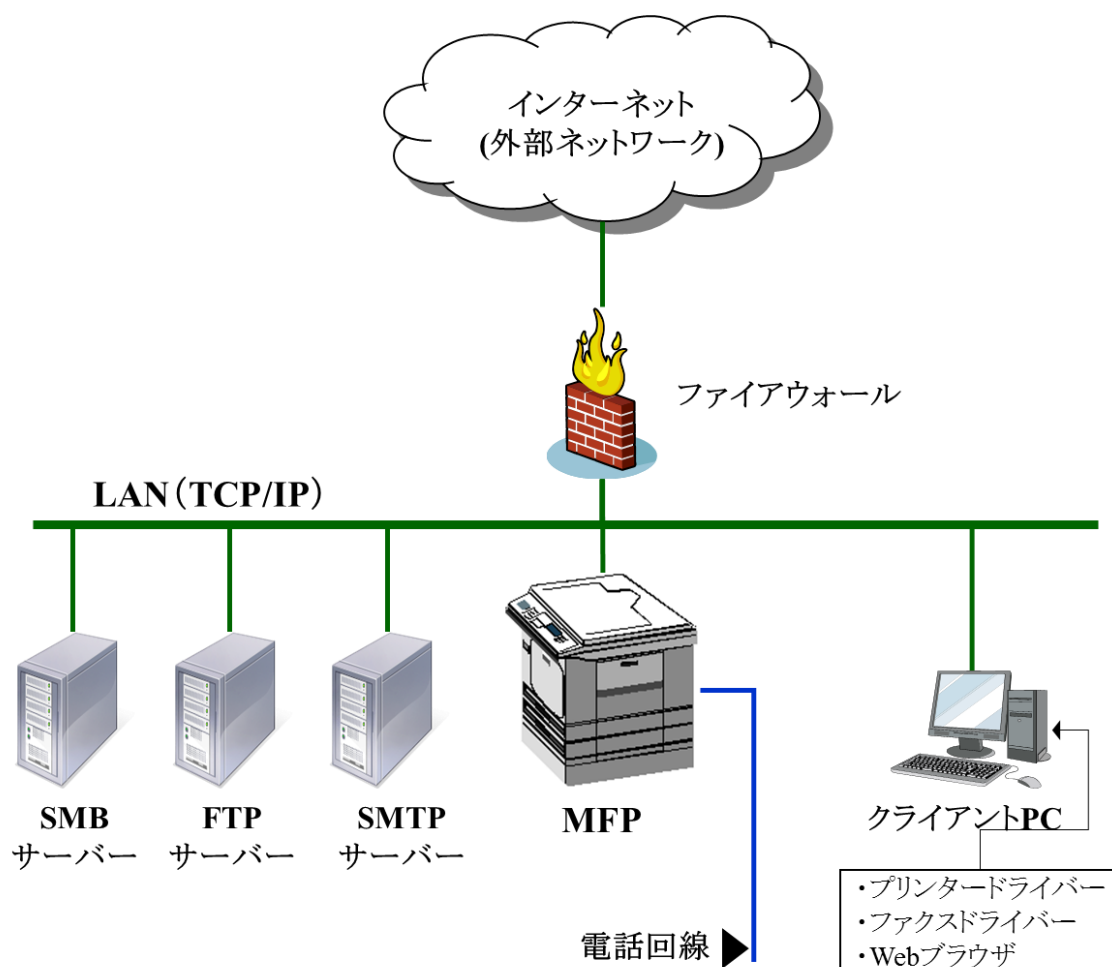 インターネット
(外部ネットワーク)
ファイアウォール
LAN(TCP/IP)
SMB
サーバー
FTP
サーバー
SMTP
サーバー
MFP
クライアントPC
電話回線
・プリンタードライバー
・ファクスドライバー
・Webブラウザ